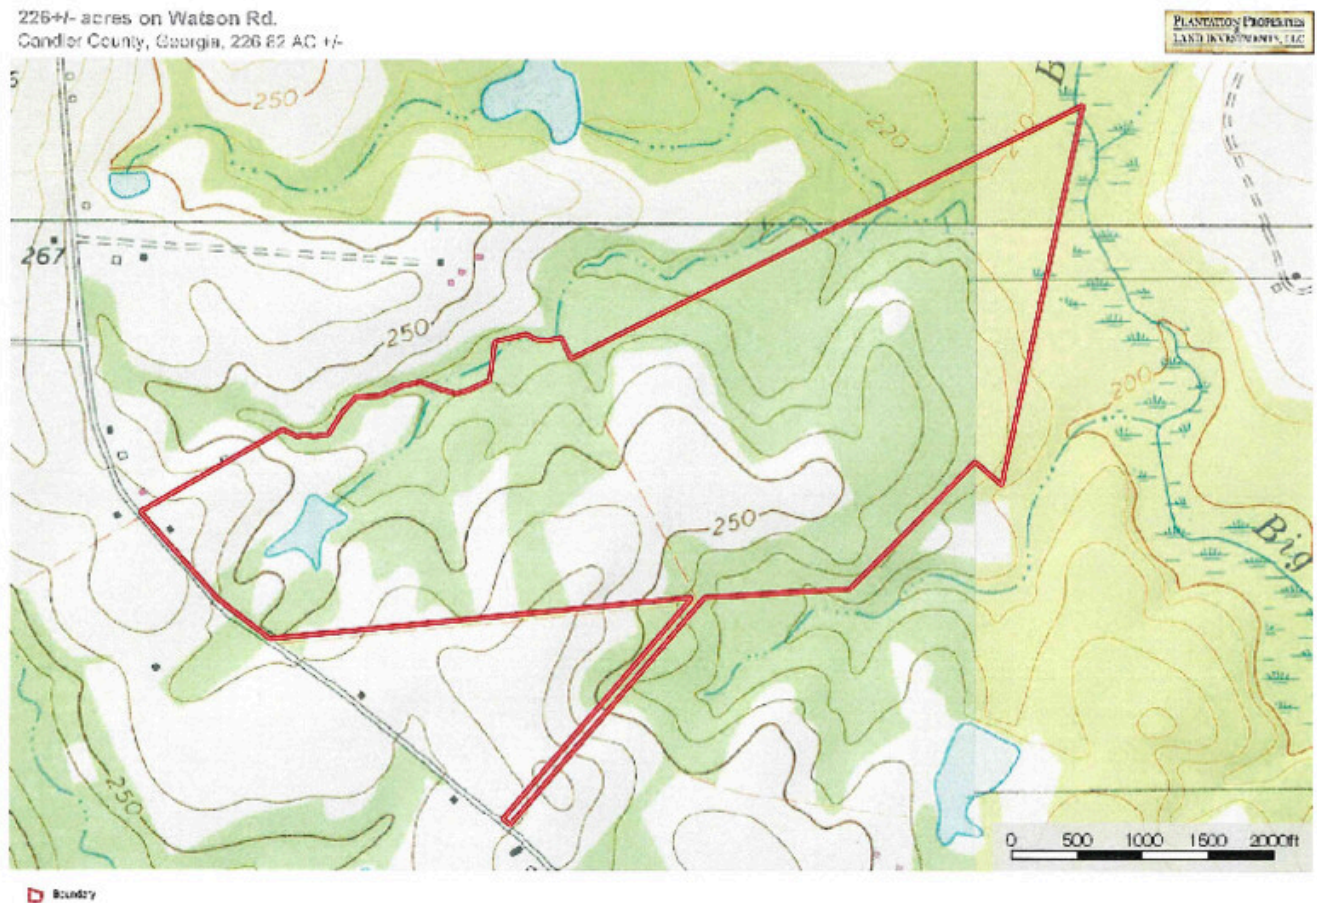 226+/- acres on Watson Rd.
Candler County, Georgia, 226.82 AC +/-
PLANTATION PROPERTIES
&
LAND INVESTMENTS, LLC
B
250
220
267
250
200
250
Big
250
0 500 1000 1500 2000ft
Boundary